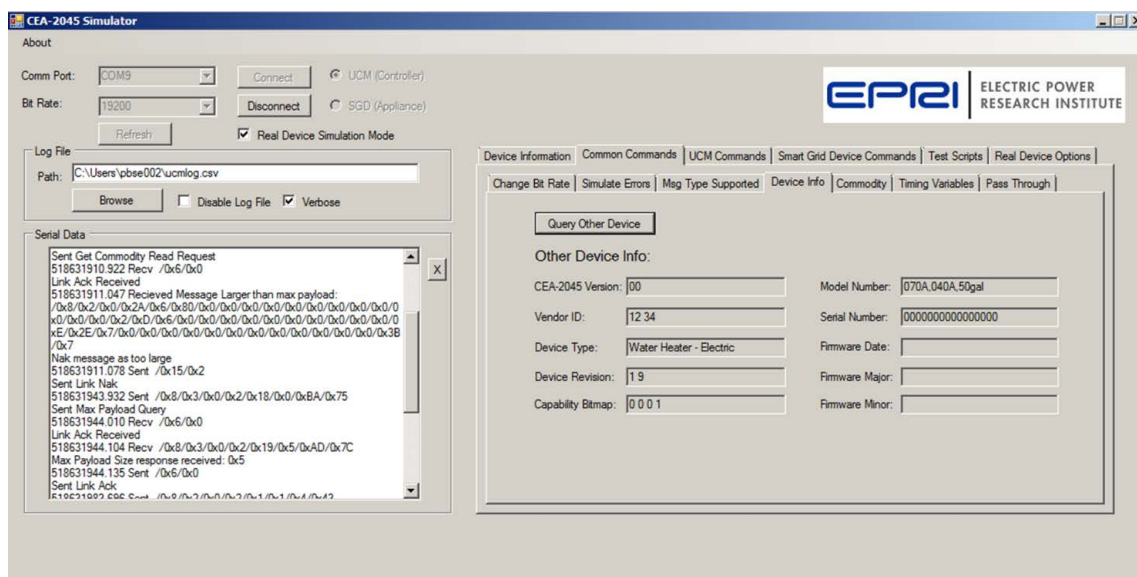 CEA-2045 Simulator
About
Comm Port: COM9 Connect UCM (Controller)
Bit Rate: 19200 Disconnect SGD (Appliance)
Refresh Real Device Simulation Mode
EPRI ELECTRIC POWER
RESEARCH INSTITUTE
Log File
Path: C:\Users\pbse002\ucmlog.csv
Browse Disable Log File Verbose
Serial Data
Sent Get Commodity Read Request
518631910.922 Recv /0x6/0x0
Link Ack Received
518631911.047 Recieved Message Larger than max payload:
/0x8/0x2/0x0/0x2A/0x6/0x80/0x0/0x0/0x0/0x0/0x0/0x0/0x0/0x0/0x0/0
x0/0x0/0x0/0x2/0xD/0x6/0x0/0x0/0x0/0x0/0x0/0x0/0x0/0x0/0x0/0x0/0
xE/0x2E/0x7/0x0/0x0/0x0/0x0/0x0/0x0/0x0/0x0/0x0/0x0/0x0/0x0/0x3B
/0x7
Nak message as too large
518631911.078 Sent /0x15/0x2
Sent Link Nak
518631943.932 Sent /0x8/0x3/0x0/0x2/0x18/0x0/0xBA/0x75
Sent Max Payload Query
518631944.010 Recv /0x6/0x0
Link Ack Received
518631944.104 Recv /0x8/0x3/0x0/0x2/0x19/0x5/0xAD/0x7C
Max Payload Size response received: 0x5
518631944.135 Sent /0x6/0x0
Sent Link Ack
X
Device Information Common Commands UCM Commands Smart Grid Device Commands Test Scripts Real Device Options
Change Bit Rate Simulate Errors Msg Type Supported Device Info Commodity Timing Variables Pass Through
Query Other Device
Other Device Info:
CEA-2045 Version: 00 Model Number: 070A,040A,50gal
Vendor ID: 12 34 Serial Number: 0000000000000000
Device Type: Water Heater - Electric Firmware Date:
Device Revision: 1 9 Firmware Major:
Capability Bitmap: 0 0 0 1 Firmware Minor: